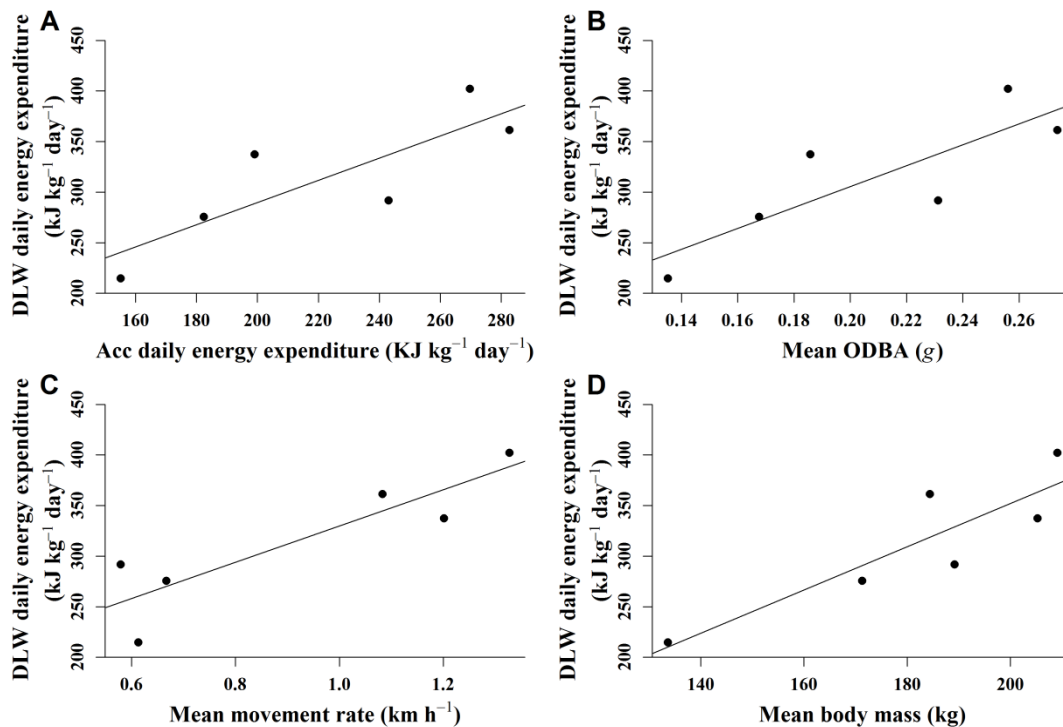 A
DLW daily energy expenditure
(kJ kg⁻¹ day⁻¹)
450
400
350
300
250
200
160 180 200 220 240 260 280
Acc daily energy expenditure (KJ kg⁻¹ day⁻¹)
B
DLW daily energy expenditure
(kJ kg⁻¹ day⁻¹)
450
400
350
300
250
200
0.14 0.16 0.18 0.20 0.22 0.24 0.26
Mean ODBA (g)
C
DLW daily energy expenditure
(kJ kg⁻¹ day⁻¹)
450
400
350
300
250
200
0.6 0.8 1.0 1.2
Mean movement rate (km h⁻¹)
D
DLW daily energy expenditure
(kJ kg⁻¹ day⁻¹)
450
400
350
300
250
200
140 160 180 200
Mean body mass (kg)